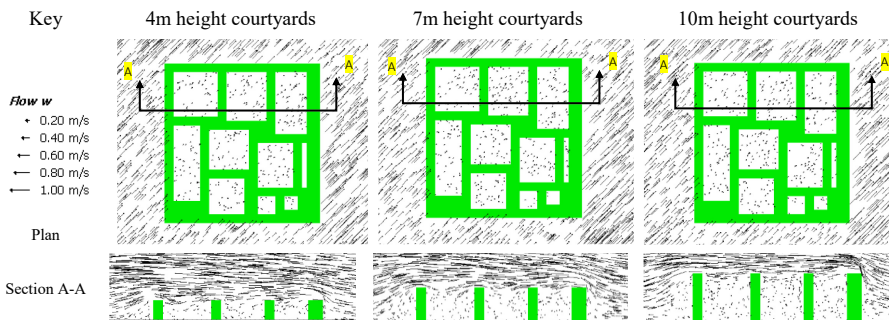 Key
4m height courtyards
7m height courtyards
10m height courtyards
A
A
A
A
A
A
Flow w
0.20 m/s
0.40 m/s
0.60 m/s
0.80 m/s
1.00 m/s
Plan
Section A-A